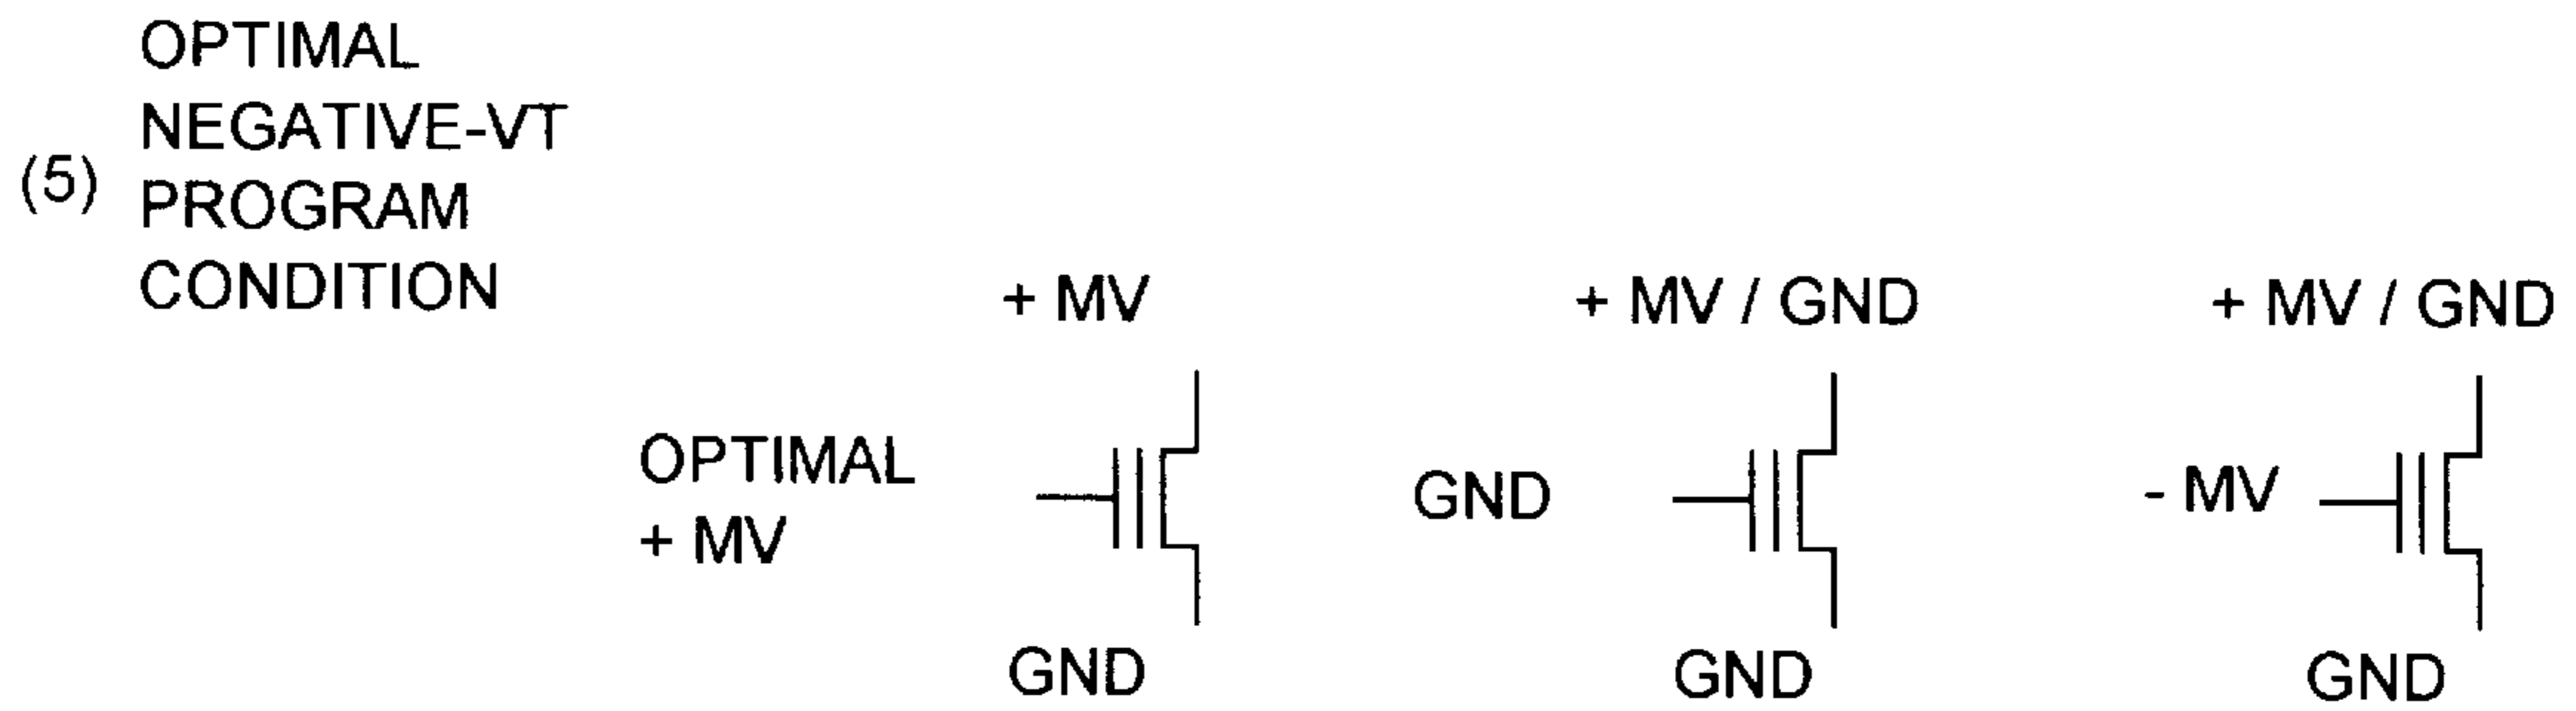 (5)
OPTIMAL
NEGATIVE-VT
PROGRAM
CONDITION
+ MV
+ MV / GND
+ MV / GND
OPTIMAL
+ MV
GND
- MV
GND
GND
GND